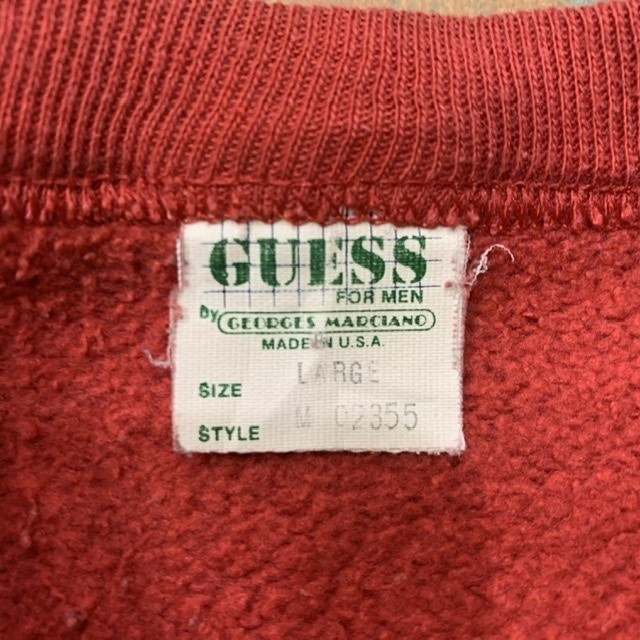 GUESS
FOR MEN
by GEORGES MARCIANO
MADE IN U.S.A.
SIZE LARGE
STYLE M 02355